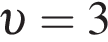 υ = 3